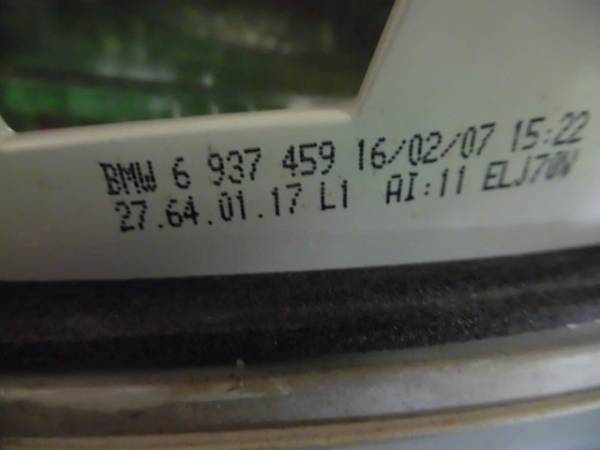 BMW 6 937 459 16/02/07 15:22
27.64.01.17 L1 AI:11 ELJ70W